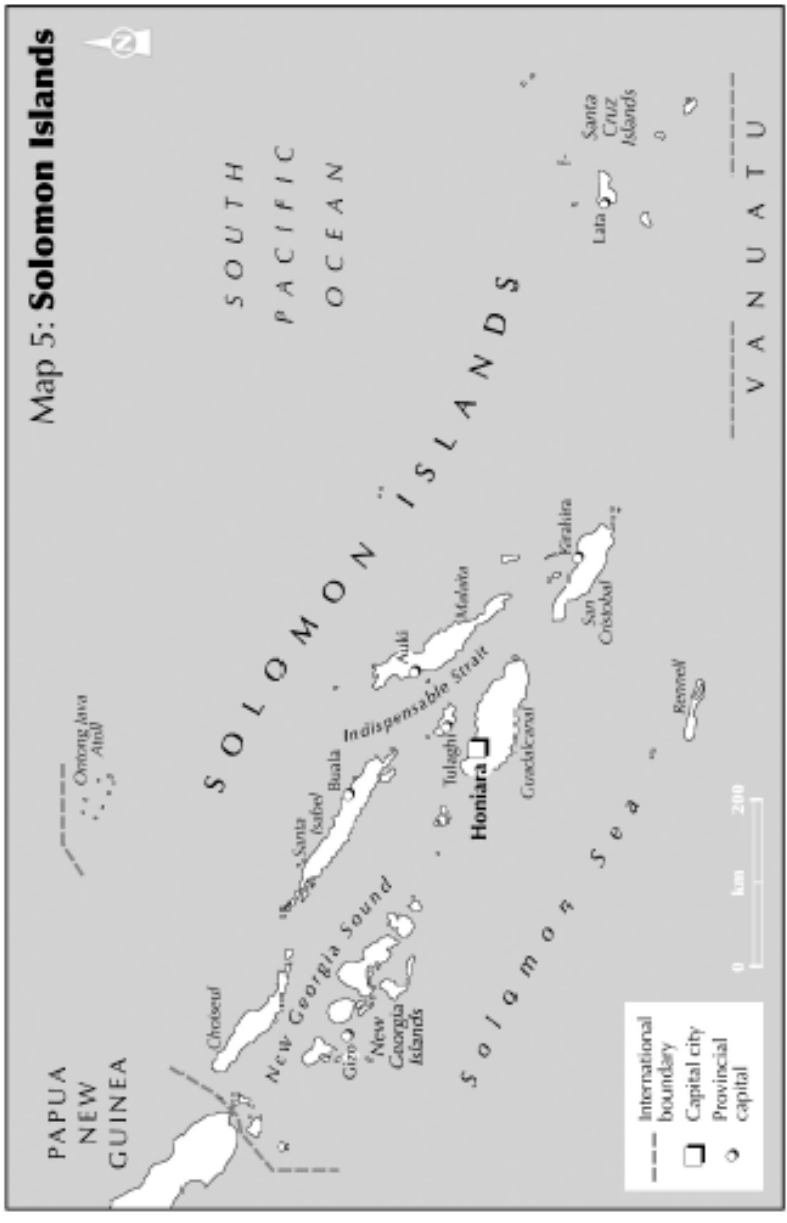 Map 5: Solomon Islands
N
PAPUA
NEW
GUINEA
Ontong Java
Atoll
SOUTH
PACIFIC
OCEAN
SOLOMON ISLANDS
Choiseul
New Georgia Sound
Santa
Isabel
Buala
Gizo
New
Georgia
Islands
Indispensable Strait
Auki
Malaita
Tulaghi
Honiara
Guadalcanal
Kirakira
San
Cristobal
Rennell
Lata
Santa
Cruz
Islands
Solomon Sea
VANUATU
International
boundary
Capital city
Provincial
capital
0 km 200